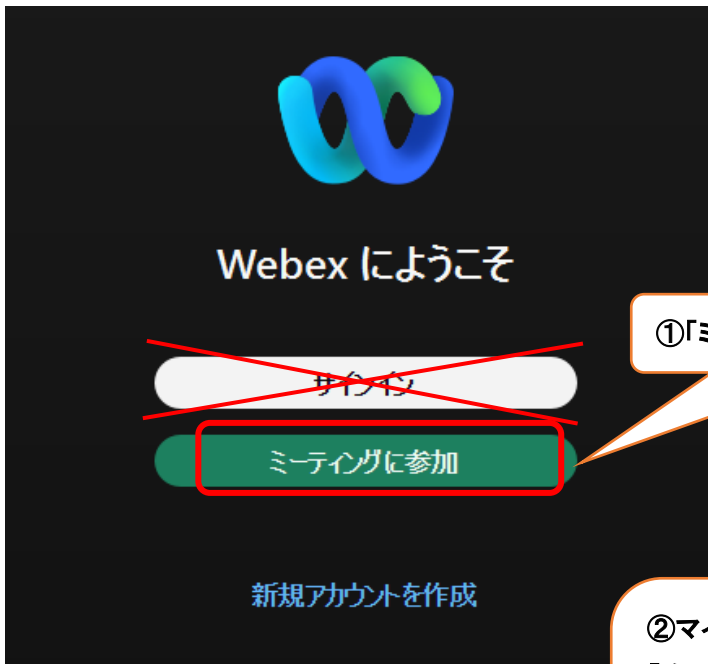 Webex にようこそ
①「ミ
サインイン
ミーティングに参加
新規アカウントを作成
②マイ